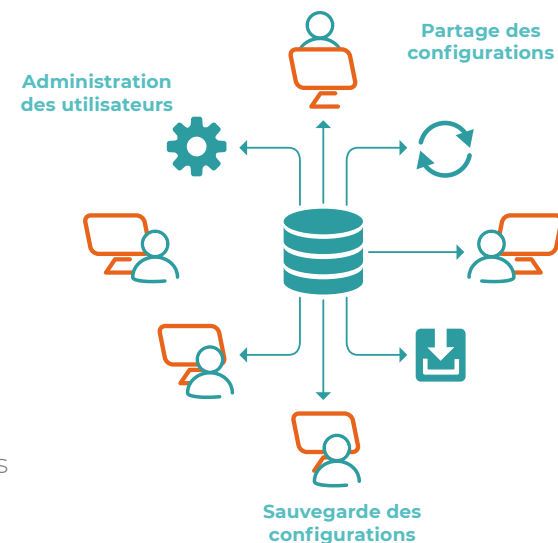 Partage des
configurations
Administration
des utilisateurs
s
Sauvegarde des
configurations